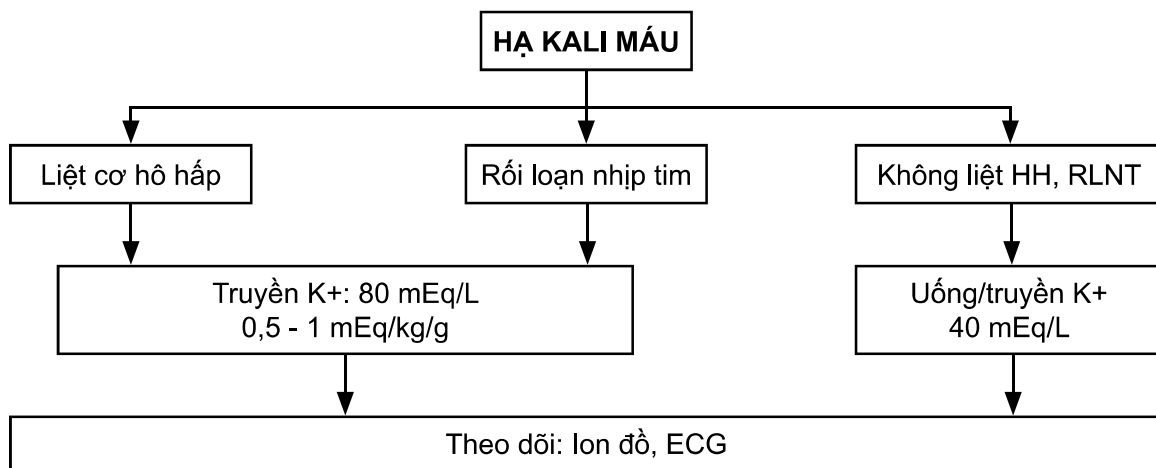 HẠ KALI MÁU
Liệt cơ hô hấp
Rối loạn nhịp tim
Không liệt HH, RLNT
Truyền K+: 80 mEq/L
0,5 - 1 mEq/kg/g
Uống/truyền K+
40 mEq/L
Theo dõi: Ion đồ, ECG